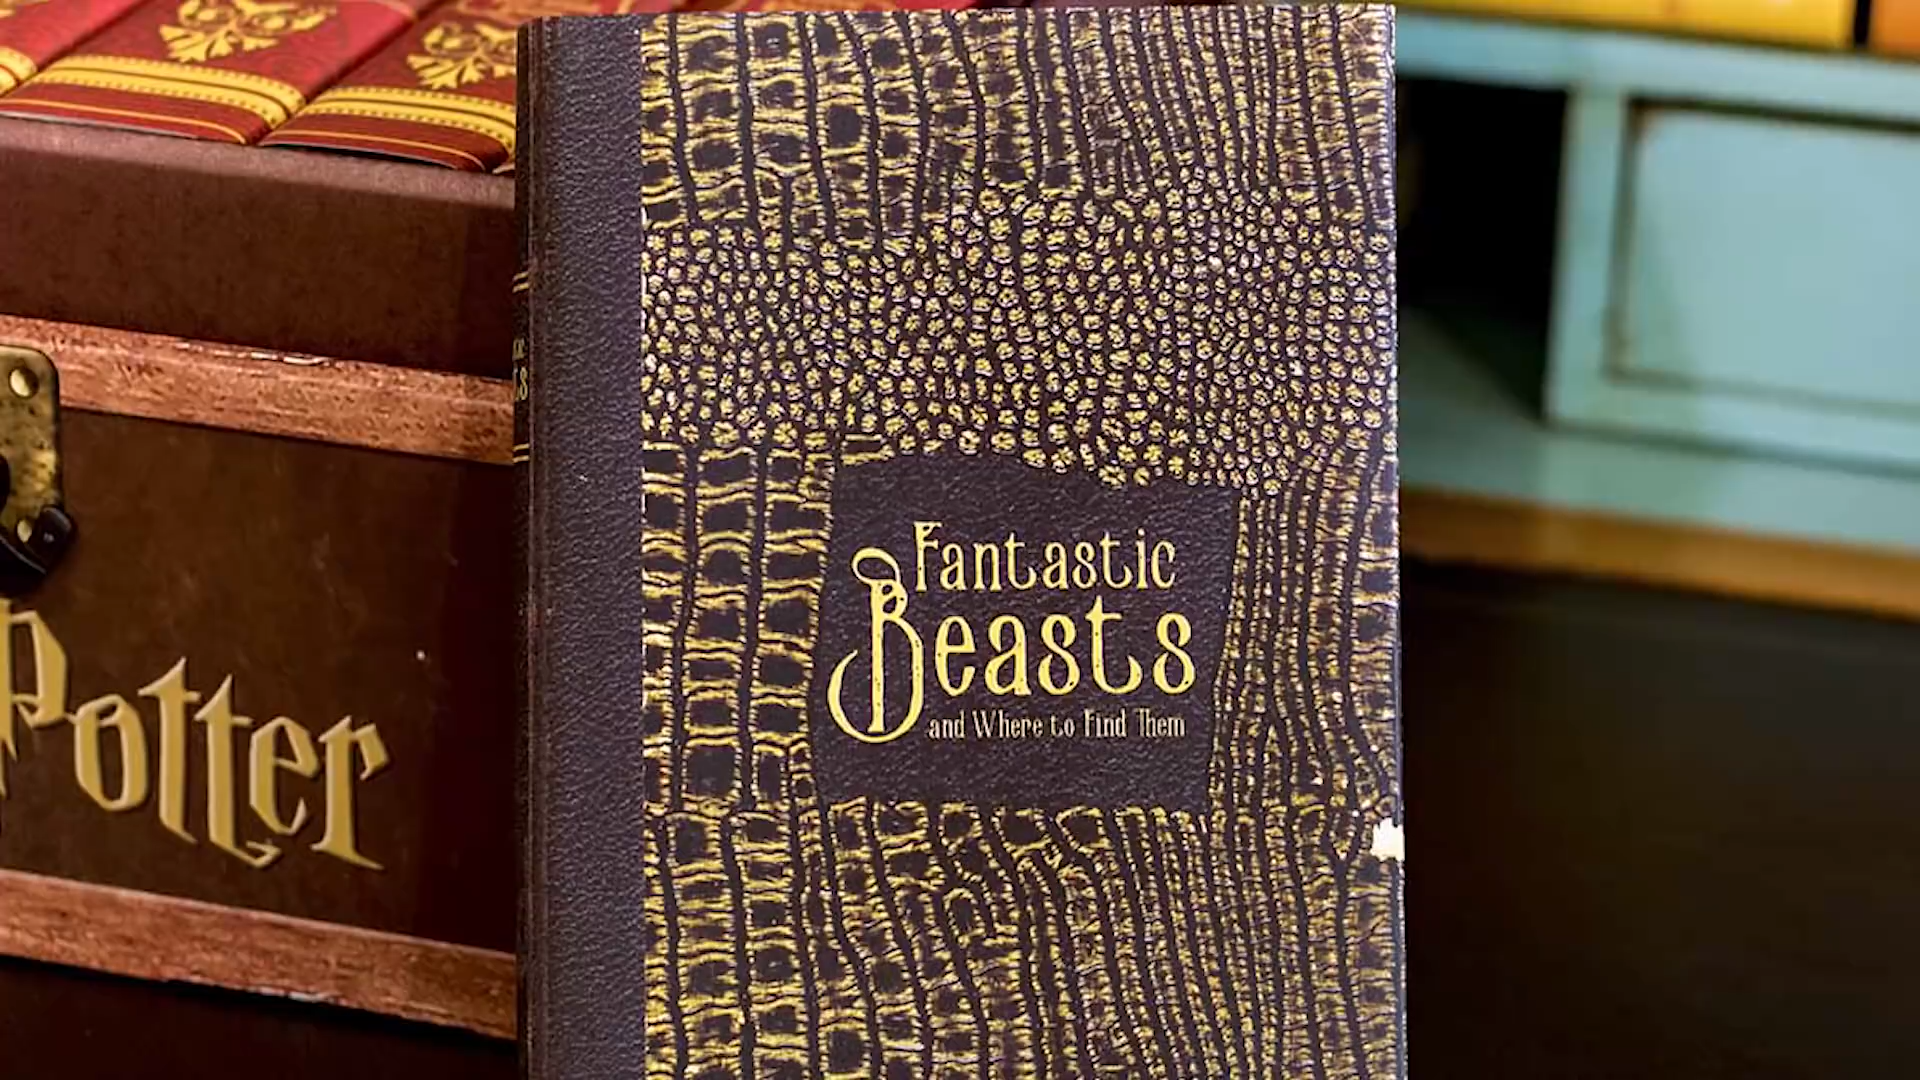 Potter
Fantastic
Beasts
and Where to Find Them